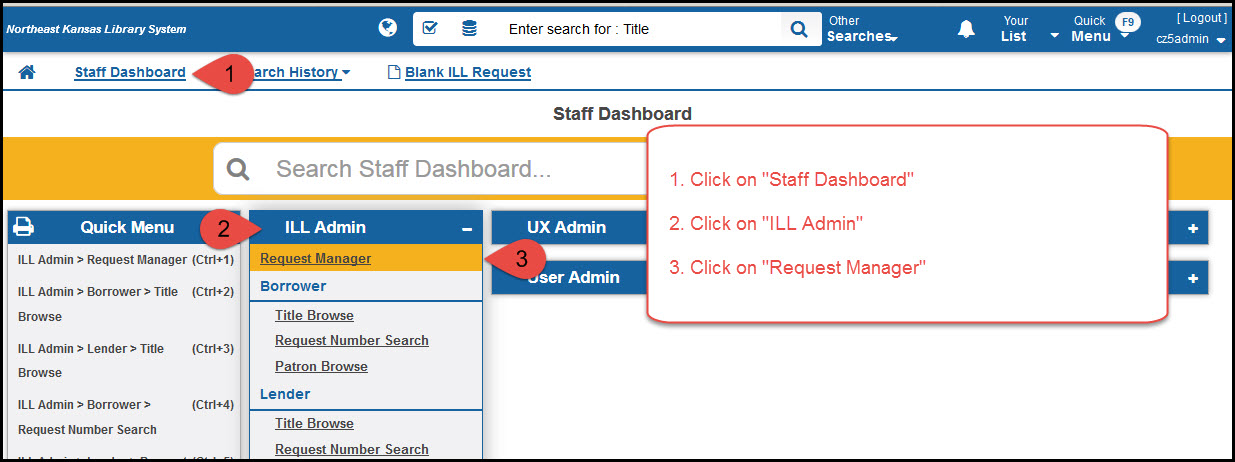 Northeast Kansas Library System
Enter search for : Title
Other
Searches
Your
List
Quick
Menu
F9
[ Logout ]
cz5admin
Staff Dashboard
1
arch History
Blank ILL Request
Staff Dashboard
Search Staff Dashboard...
1. Click on "Staff Dashboard"
2. Click on "ILL Admin"
3. Click on "Request Manager"
Quick Menu
ILL Admin > Request Manager (Ctrl+1)
ILL Admin > Borrower > Title (Ctrl+2)
Browse
ILL Admin > Lender > Title (Ctrl+3)
Browse
ILL Admin > Borrower > (Ctrl+4)
Request Number Search
2
ILL Admin
Request Manager
3
Borrower
Title Browse
Request Number Search
Patron Browse
Lender
Title Browse
Request Number Search
UX Admin
User Admin